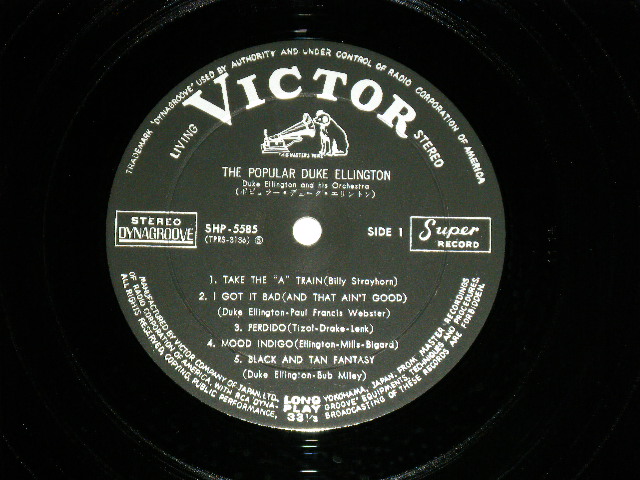 TRADEMARK "DYNAGROOVE" USED BY AUTHORITY AND UNDER CONTROL OF RADIO CORPORATION OF AMERICA
LIVING VICTOR STEREO
"HIS MASTER'S VOICE"
THE POPULAR DUKE ELLINGTON
Duke Ellington and his Orchestra
(ポピュラー・デューク・エリントン)
STEREO
DYNAGROOVE
SHP-5585
(TPRS-3156) Ⓢ
SIDE 1
Super
RECORD
1. TAKE THE "A" TRAIN(Billy Strayhorn)
2. I GOT IT BAD(AND THAT AIN'T GOOD)
(Duke Ellington-Paul Francis Webster)
3. PERDIDO(Tizol-Drake-Lenk)
4. MOOD INDIGO(Ellington-Mills-Bigard)
5. BLACK AND TAN FANTASY
(Duke Ellington-Bub Miley)
LONG
PLAY
33⅓
MANUFACTURED BY VICTOR COMPANY OF JAPAN, LTD., YOKOHAMA, JAPAN, FROM MASTER RECORDINGS
OF RADIO CORPORATION OF AMERICA, WITH RCA DYNAGROOVE" EQUIPMENTS, TECHNIQUES AND PROCEDURES.
ALL RIGHTS RESERVED, COPYING, PUBLIC PERFORMANCE, BROADCASTING OF THESE RECORDS ARE FORBIDDEN.